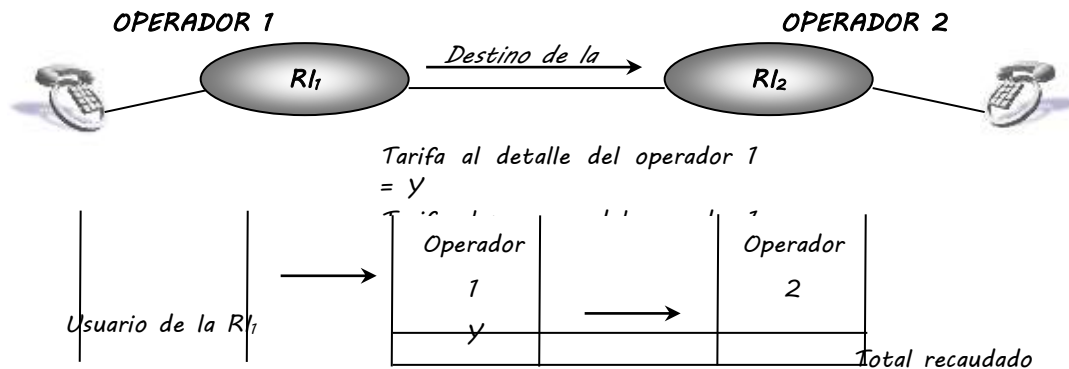 OPERADOR 1
OPERADOR 2
Destino de la
RI₁
RI₂
Tarifa al detalle del operador 1
= Y
Operador
1
Y
Operador
2
Usuario de la RI₁
Total recaudado